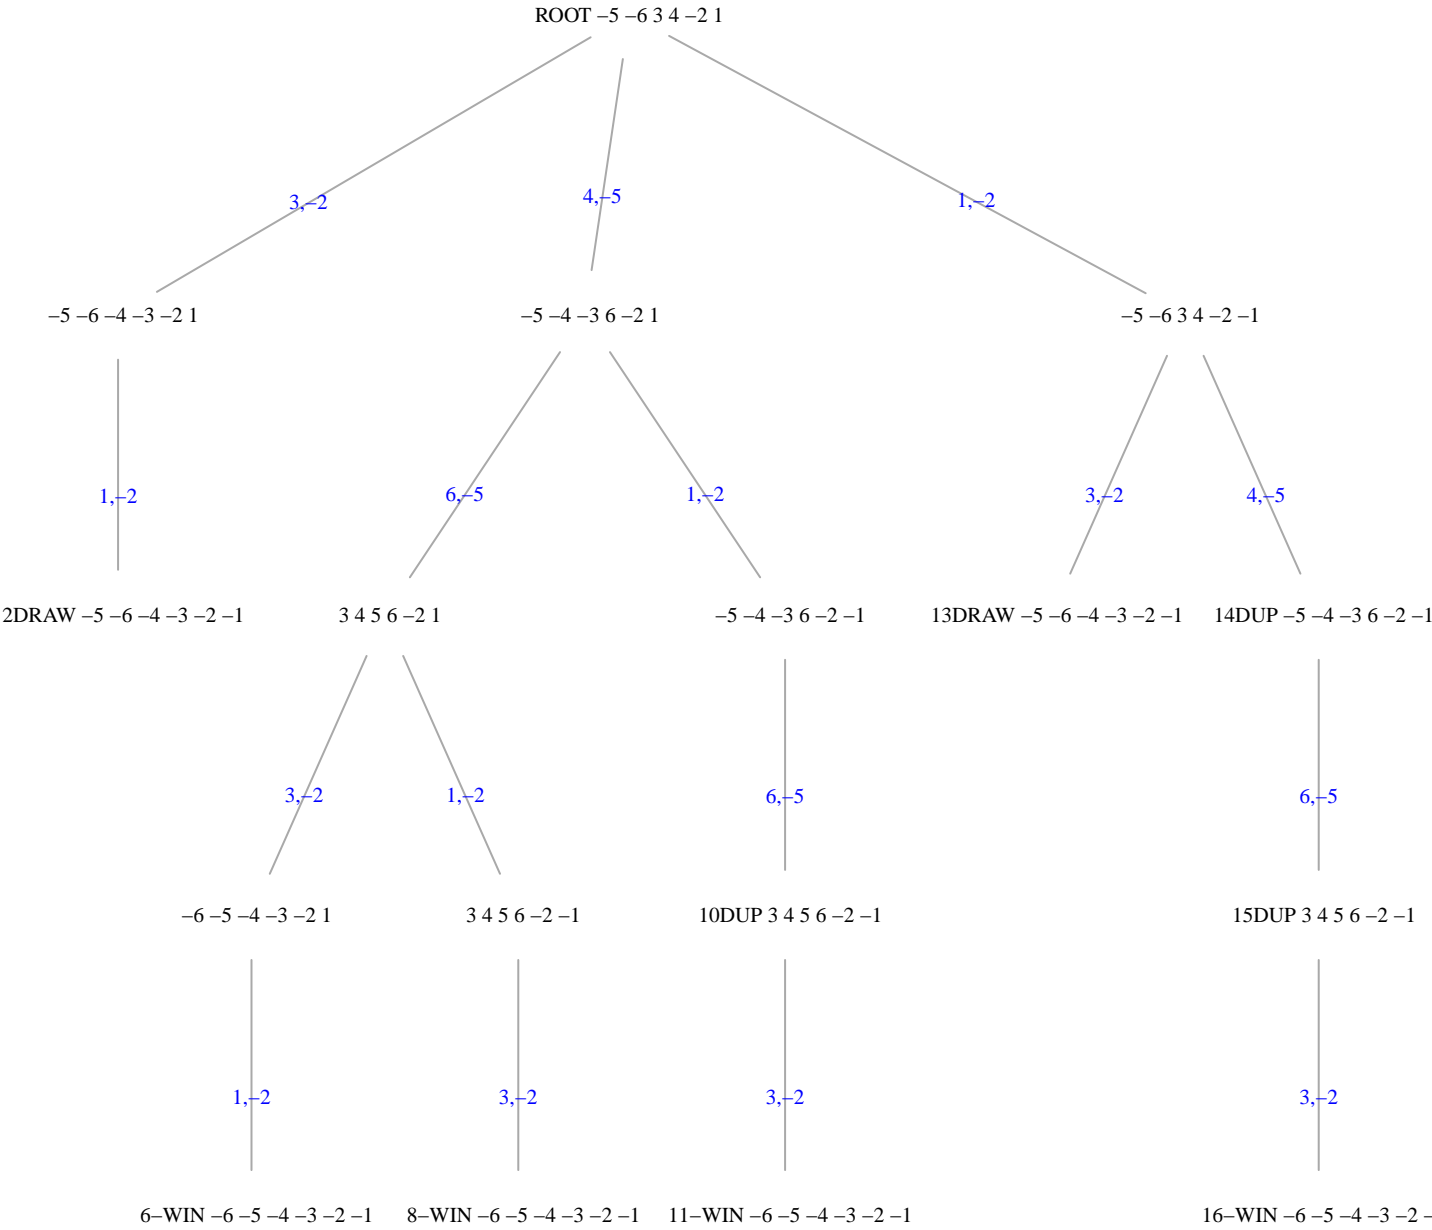 ROOT –5 –6 3 4 –2 1
3,–2
4,–5
1,–2
–5 –6 –4 –3 –2 1
–5 –4 –3 6 –2 1
–5 –6 3 4 –2 –1
1,–2
6,–5
1,–2
3,–2
4,–5
2DRAW –5 –6 –4 –3 –2 –1
3 4 5 6 –2 1
–5 –4 –3 6 –2 –1
13DRAW –5 –6 –4 –3 –2 –1
14DUP –5 –4 –3 6 –2 –1
3,–2
1,–2
6,–5
6,–5
–6 –5 –4 –3 –2 1
3 4 5 6 –2 –1
10DUP 3 4 5 6 –2 –1
15DUP 3 4 5 6 –2 –1
1,–2
3,–2
3,–2
3,–2
6–WIN –6 –5 –4 –3 –2 –1
8–WIN –6 –5 –4 –3 –2 –1
11–WIN –6 –5 –4 –3 –2 –1
16–WIN –6 –5 –4 –3 –2 –